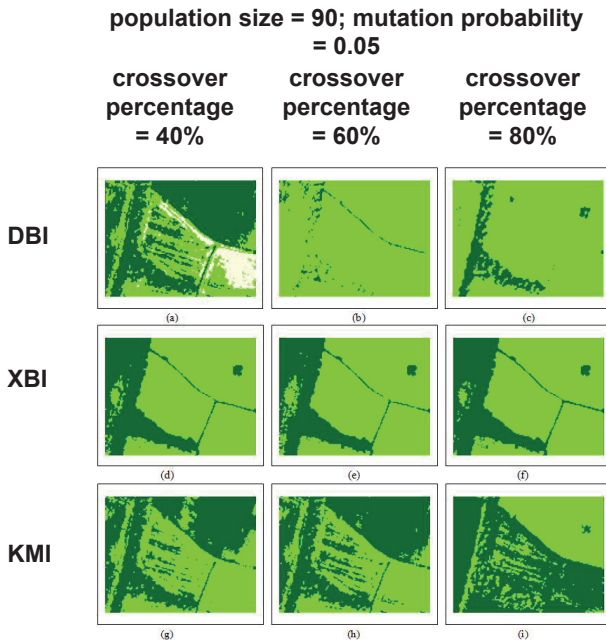 population size = 90; mutation probability
= 0.05
crossover
percentage
= 40%
crossover
percentage
= 60%
crossover
percentage
= 80%
DBI
(a)
(b)
(c)
XBI
(d)
(e)
(f)
KMI
(g)
(h)
(i)